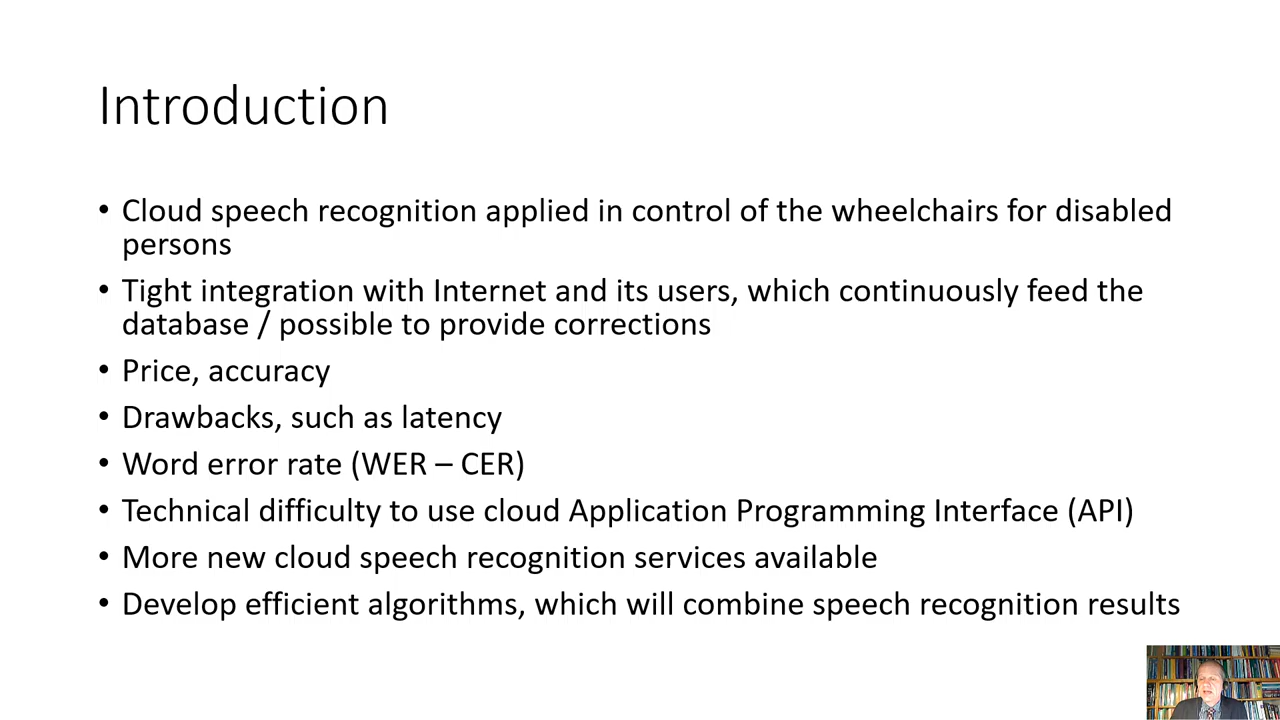 Introduction
• Cloud speech recognition applied in control of the wheelchairs for disabled
persons
• Tight integration with Internet and its users, which continuously feed the
database / possible to provide corrections
• Price, accuracy
• Drawbacks, such as latency
• Word error rate (WER – CER)
• Technical difficulty to use cloud Application Programming Interface (API)
• More new cloud speech recognition services available
• Develop efficient algorithms, which will combine speech recognition results